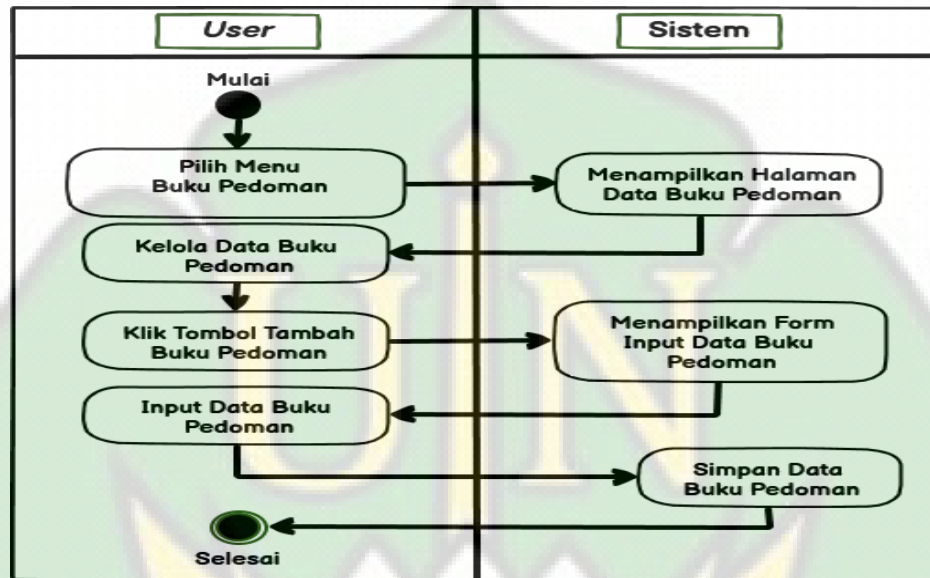 User
Sistem
Mulai
Pilih Menu
Buku Pedoman
Menampilkan Halaman
Data Buku Pedoman
Kelola Data Buku
Pedoman
Klik Tombol Tambah
Buku Pedoman
Menampilkan Form
Input Data Buku
Pedoman
Input Data Buku
Pedoman
Simpan Data
Buku Pedoman
Selesai
UIN